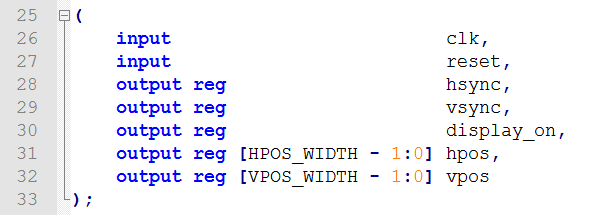 25 (
26 input clk,
27 input reset,
28 output reg hsync,
29 output reg vsync,
30 output reg display_on,
31 output reg [HPOS_WIDTH - 1:0] hpos,
32 output reg [VPOS_WIDTH - 1:0] vpos
33 );